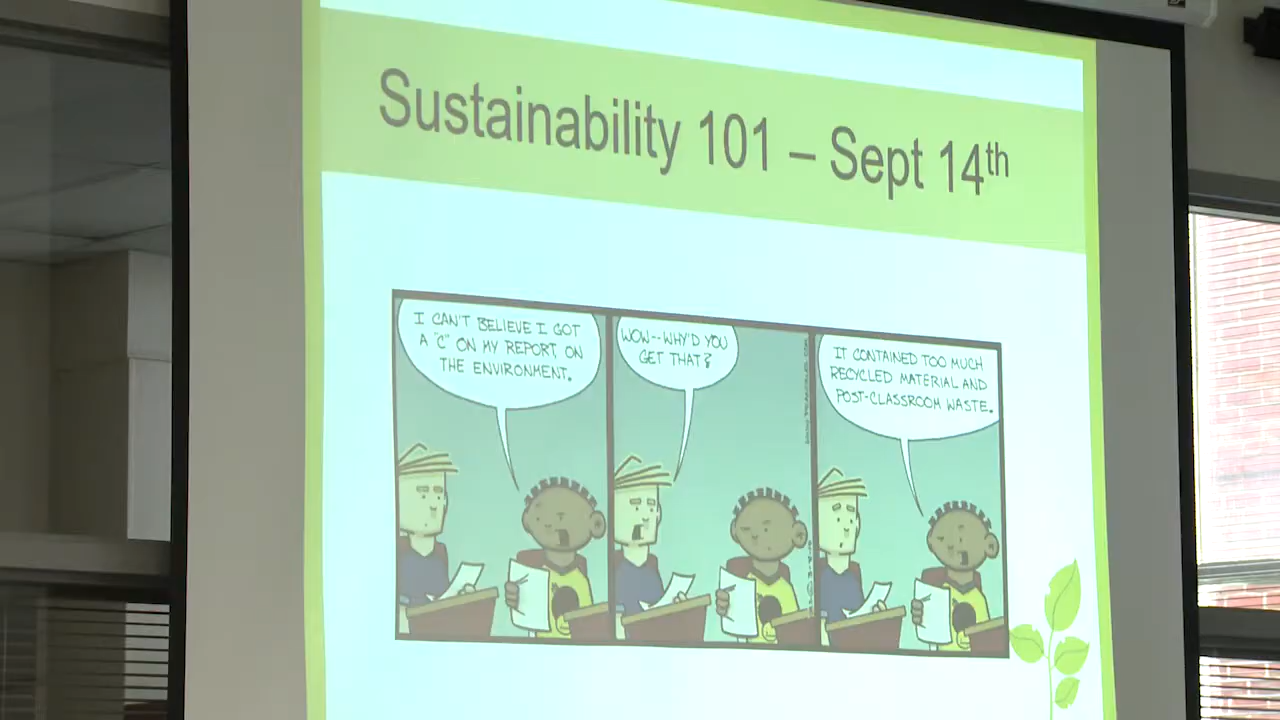 Sustainability 101 – Sept 14th
I CAN'T BELIEVE I GOT
A "C" ON MY REPORT ON
THE ENVIRONMENT.
WOW--WHY'D YOU
GET THAT?
IT CONTAINED TOO MUCH
RECYCLED MATERIAL AND
POST-CLASSROOM WASTE.